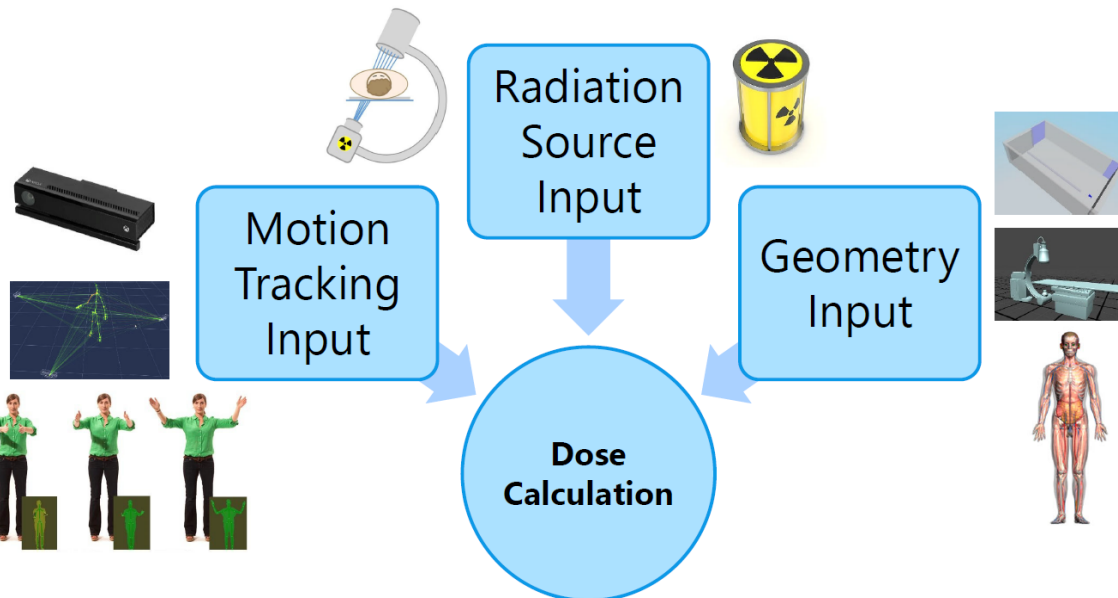 Radiation
Source
Input
Motion
Tracking
Input
Geometry
Input
Dose
Calculation